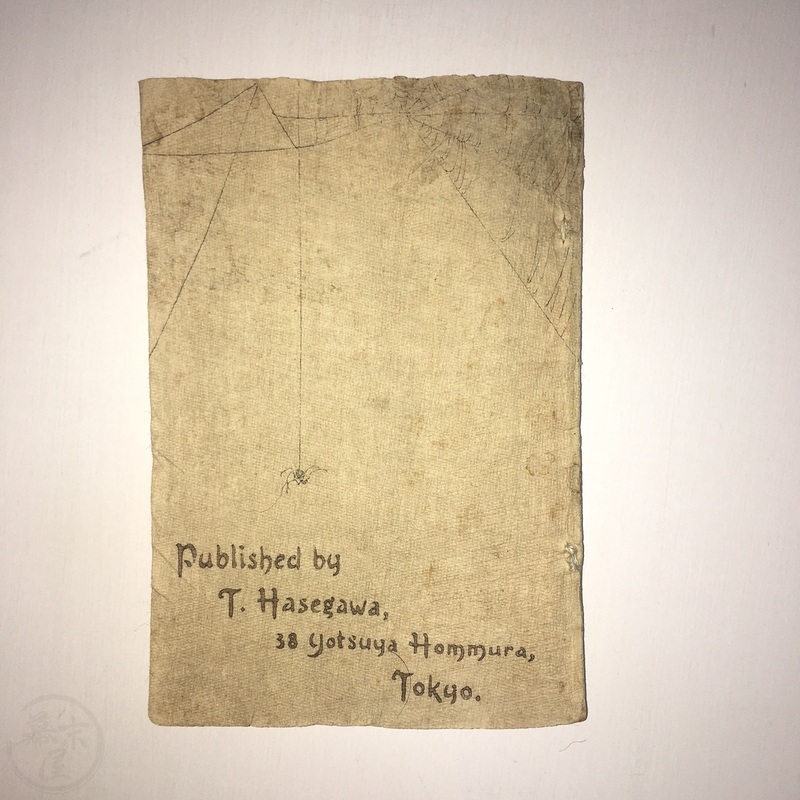 Published by
T. Hasegawa,
38 Yotsuya Hommura,
Tokyo.